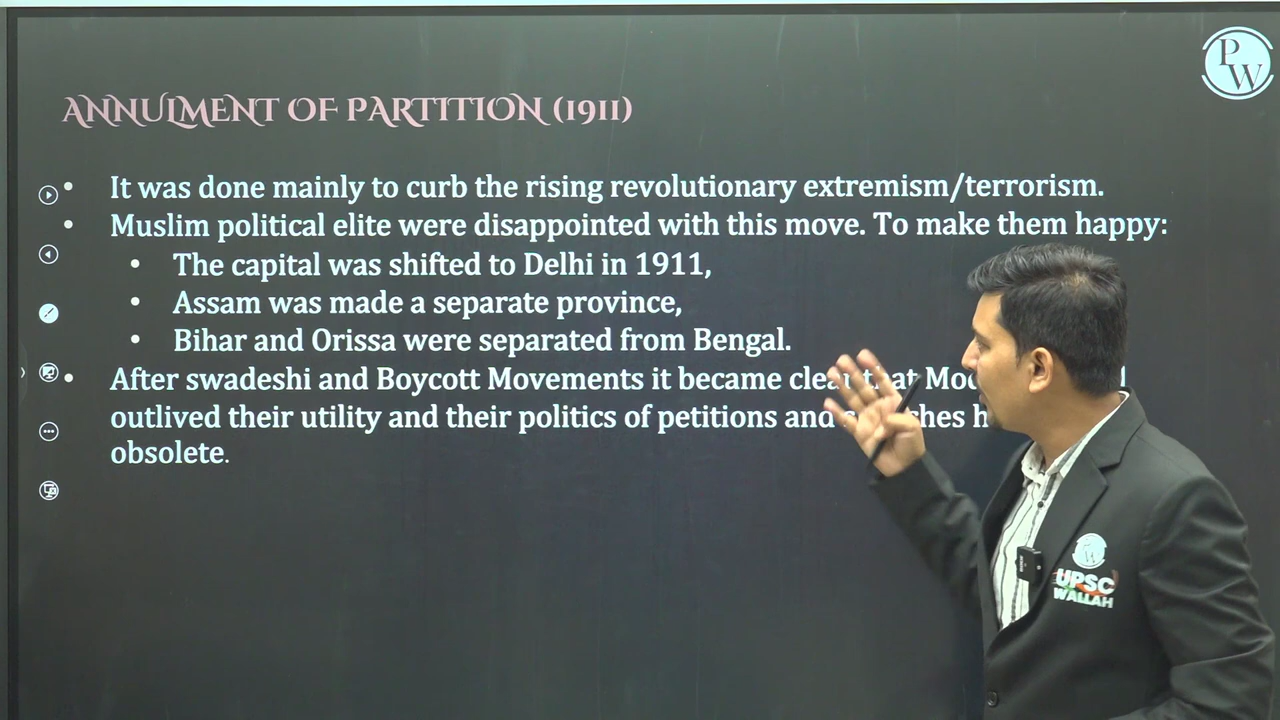 PW
ANNULMENT OF PARTITION (1911)
• It was done mainly to curb the rising revolutionary extremism/terrorism.
• Muslim political elite were disappointed with this move. To make them happy:
• The capital was shifted to Delhi in 1911,
• Assam was made a separate province,
• Bihar and Orissa were separated from Bengal.
• After swadeshi and Boycott Movements it became clear that
outlived their utility and their politics of petitions and
obsolete.
PW
UPSC
WALLAH